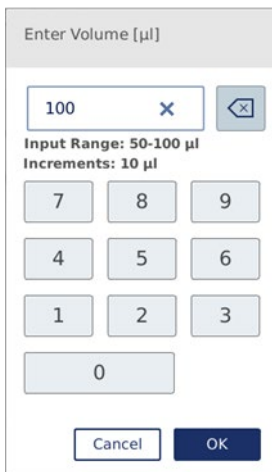 Enter Volume [µl]
100
Input Range: 50-100 µl
Increments: 10 µl
7 8 9
4 5 6
1 2 3
0
Cancel OK